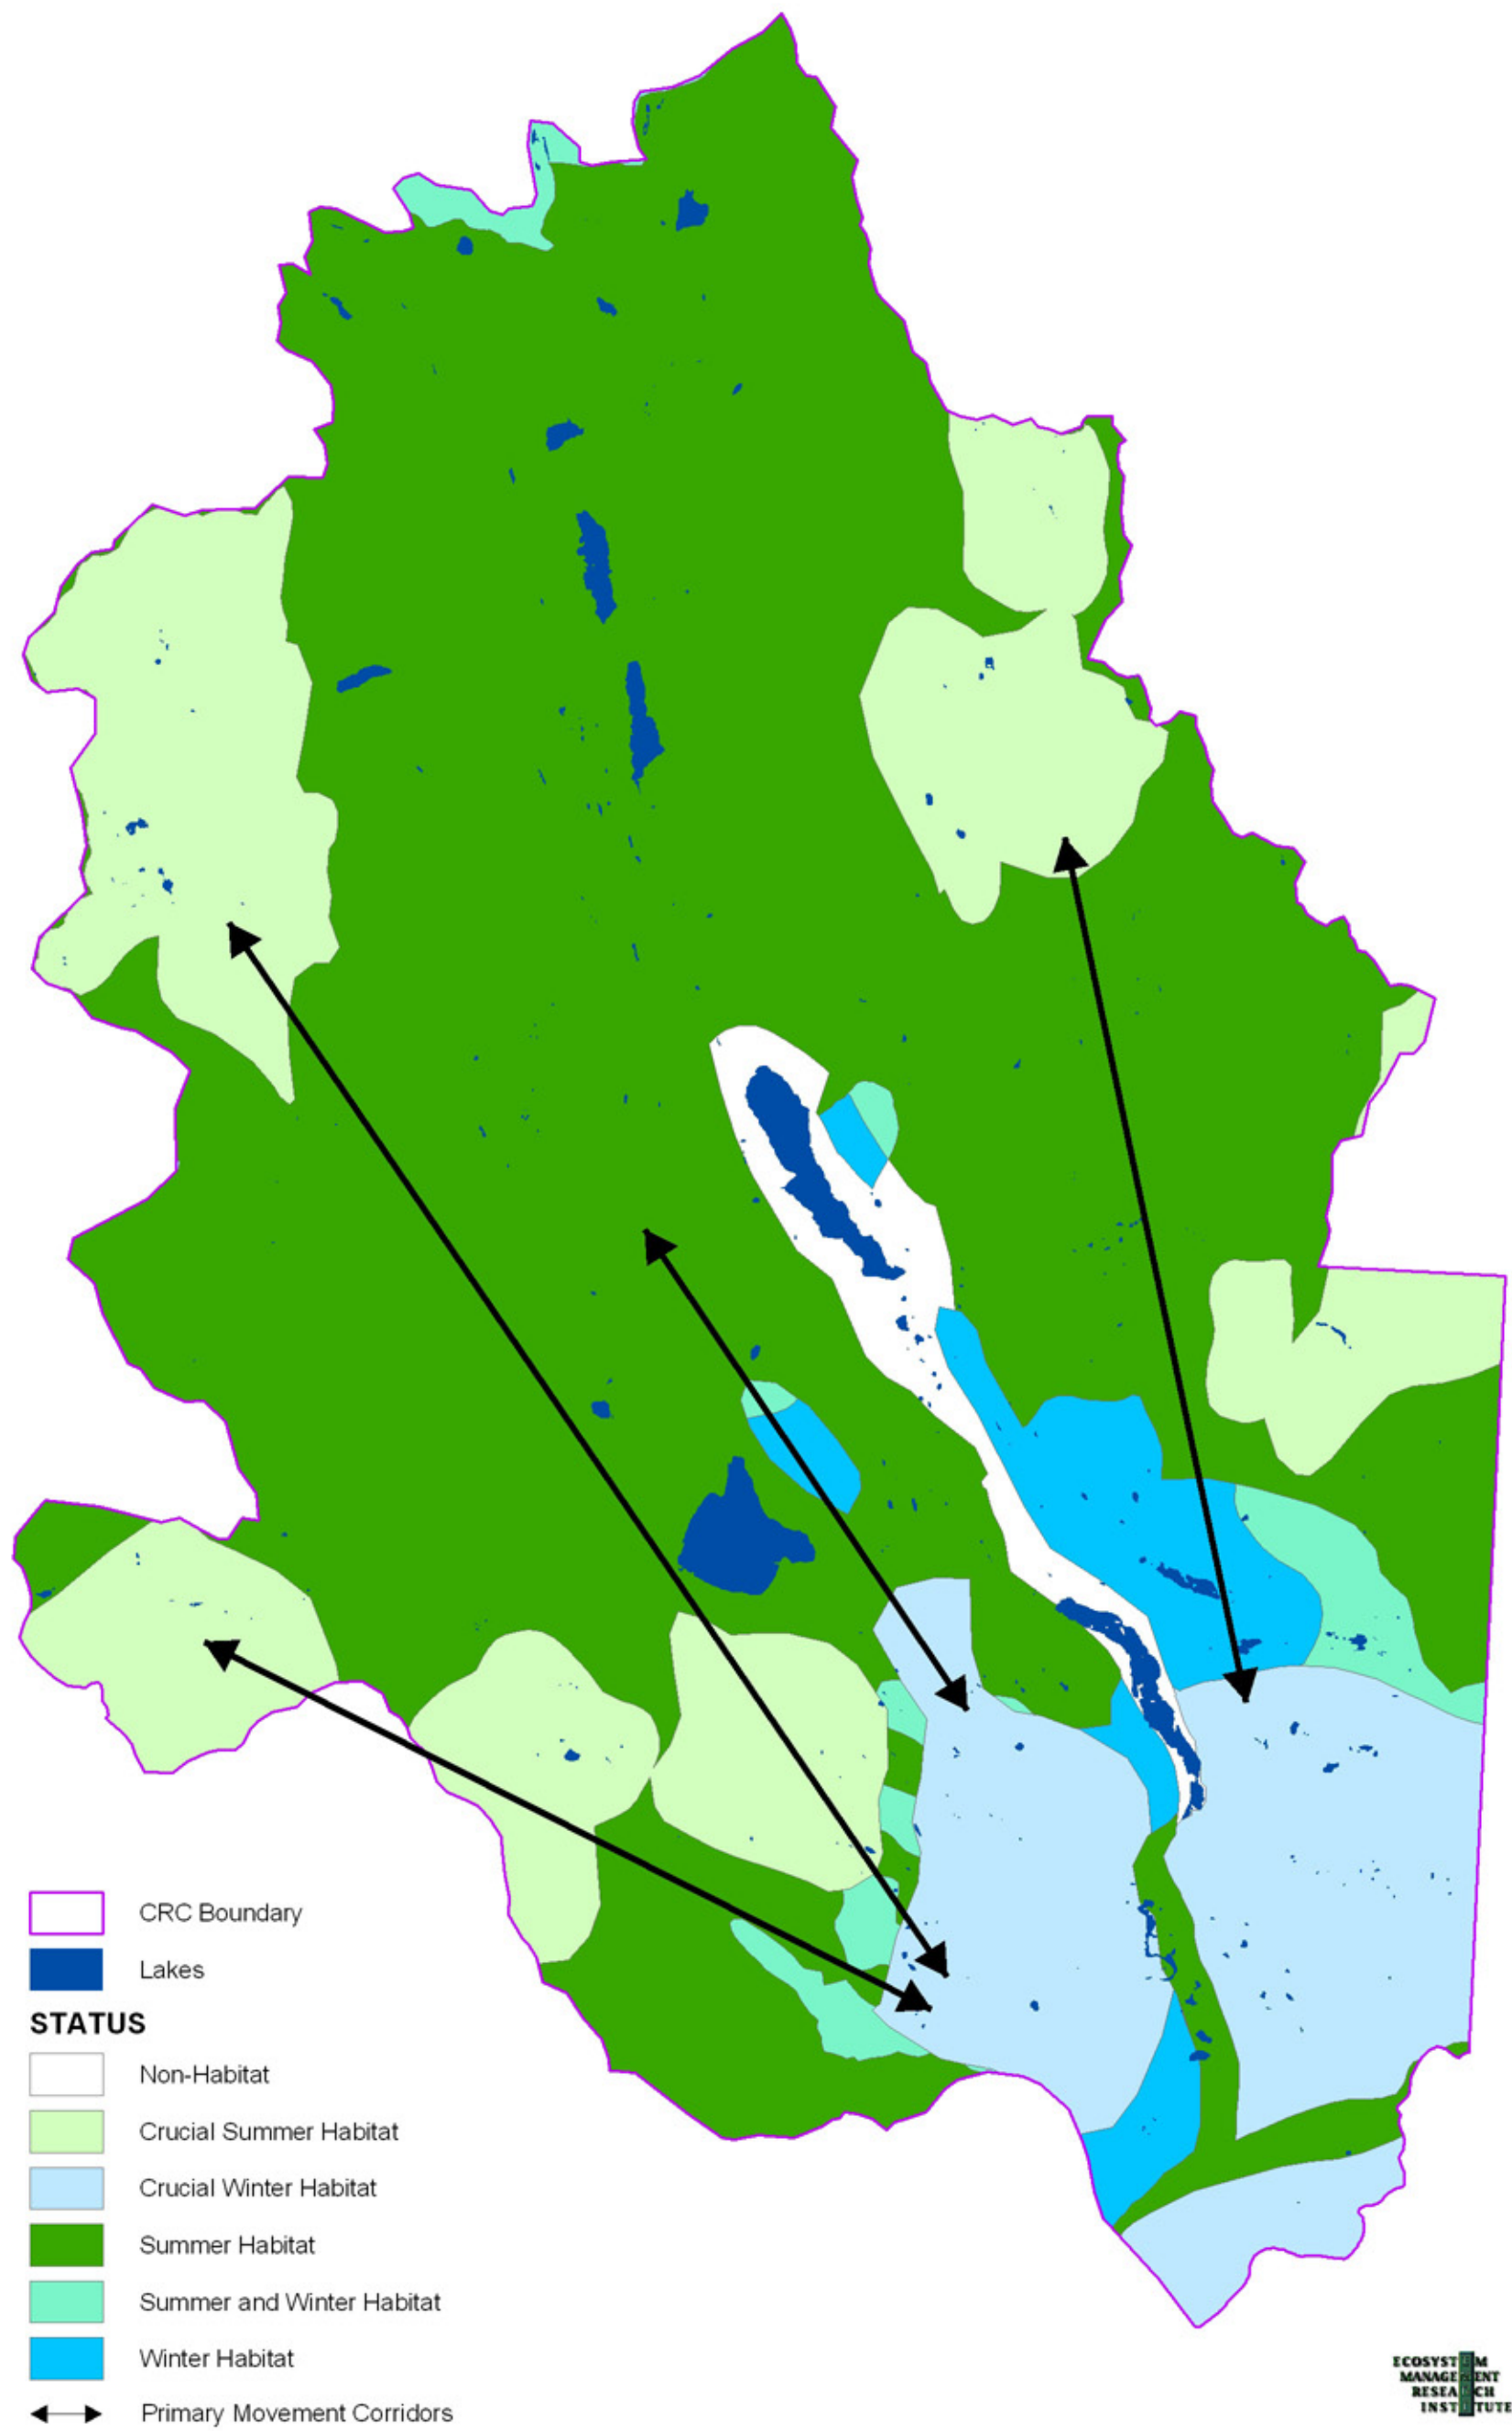 CRC Boundary
Lakes
STATUS
Non-Habitat
Crucial Summer Habitat
Crucial Winter Habitat
Summer Habitat
Summer and Winter Habitat
Winter Habitat
Primary Movement Corridors
ECOSYSTEM
MANAGEMENT
RESEARCH
INSTITUTE